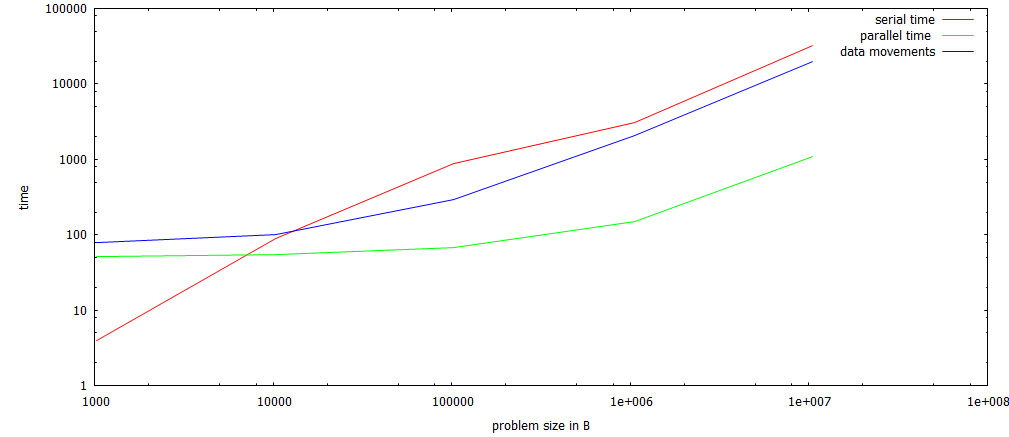 100000
10000
1000
100
10
1
time
serial time
parallel time
data movements
1000 10000 100000 1e+006 1e+007 1e+008
problem size in B